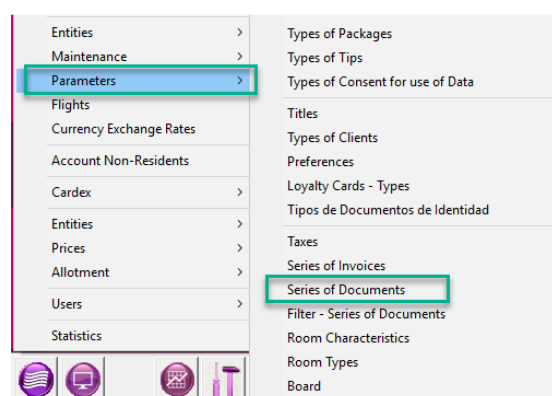 Entities
Maintenance
Parameters
Flights
Currency Exchange Rates
Account Non-Residents
Cardex
Entities
Prices
Allotment
Users
Statistics
Types of Packages
Types of Tips
Types of Consent for use of Data
Titles
Types of Clients
Preferences
Loyalty Cards - Types
Tipos de Documentos de Identidad
Taxes
Series of Invoices
Series of Documents
Filter - Series of Documents
Room Characteristics
Room Types
Board